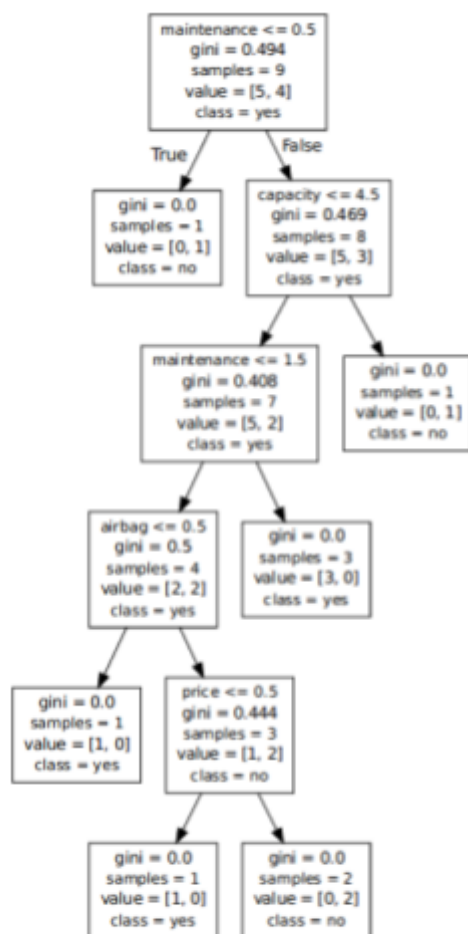 maintenance <= 0.5
gini = 0.494
samples = 9
value = [5, 4]
class = yes
True
False
gini = 0.0
samples = 1
value = [0, 1]
class = no
capacity <= 4.5
gini = 0.469
samples = 8
value = [5, 3]
class = yes
maintenance <= 1.5
gini = 0.408
samples = 7
value = [5, 2]
class = yes
gini = 0.0
samples = 1
value = [0, 1]
class = no
airbag <= 0.5
gini = 0.5
samples = 4
value = [2, 2]
class = yes
gini = 0.0
samples = 3
value = [3, 0]
class = yes
gini = 0.0
samples = 1
value = [1, 0]
class = yes
price <= 0.5
gini = 0.444
samples = 3
value = [1, 2]
class = no
gini = 0.0
samples = 1
value = [1, 0]
class = yes
gini = 0.0
samples = 2
value = [0, 2]
class = no